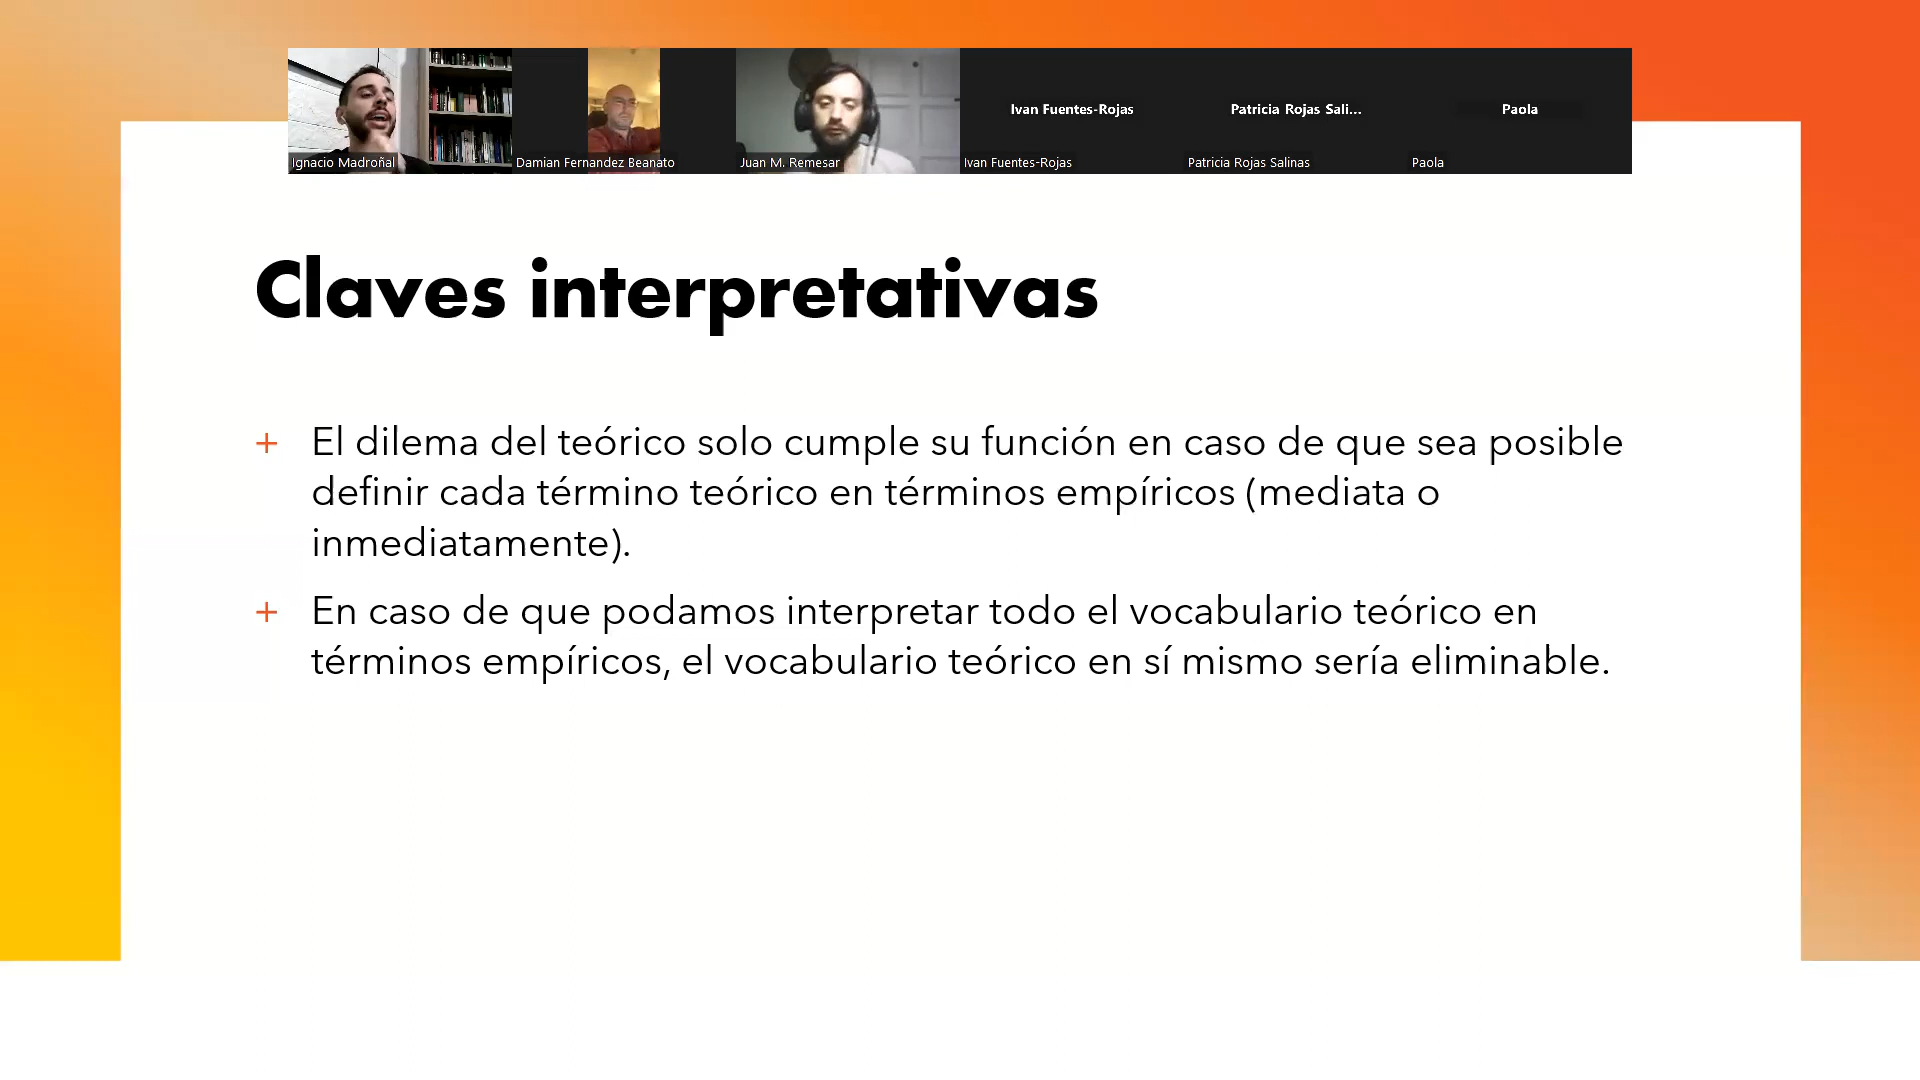 Ivan Fuentes-Rojas
Patricia Rojas Sali...
Paola
Ignacio Madroñal
Damian Fernandez Beanato
Juan M. Remesar
Ivan Fuentes-Rojas
Patricia Rojas Salinas
Paola
Claves interpretativas
+ El dilema del teórico solo cumple su función en caso de que sea posible
definir cada término teórico en términos empíricos (mediata o
inmediatamente).
+ En caso de que podamos interpretar todo el vocabulario teórico en
términos empíricos, el vocabulario teórico en sí mismo sería eliminable.